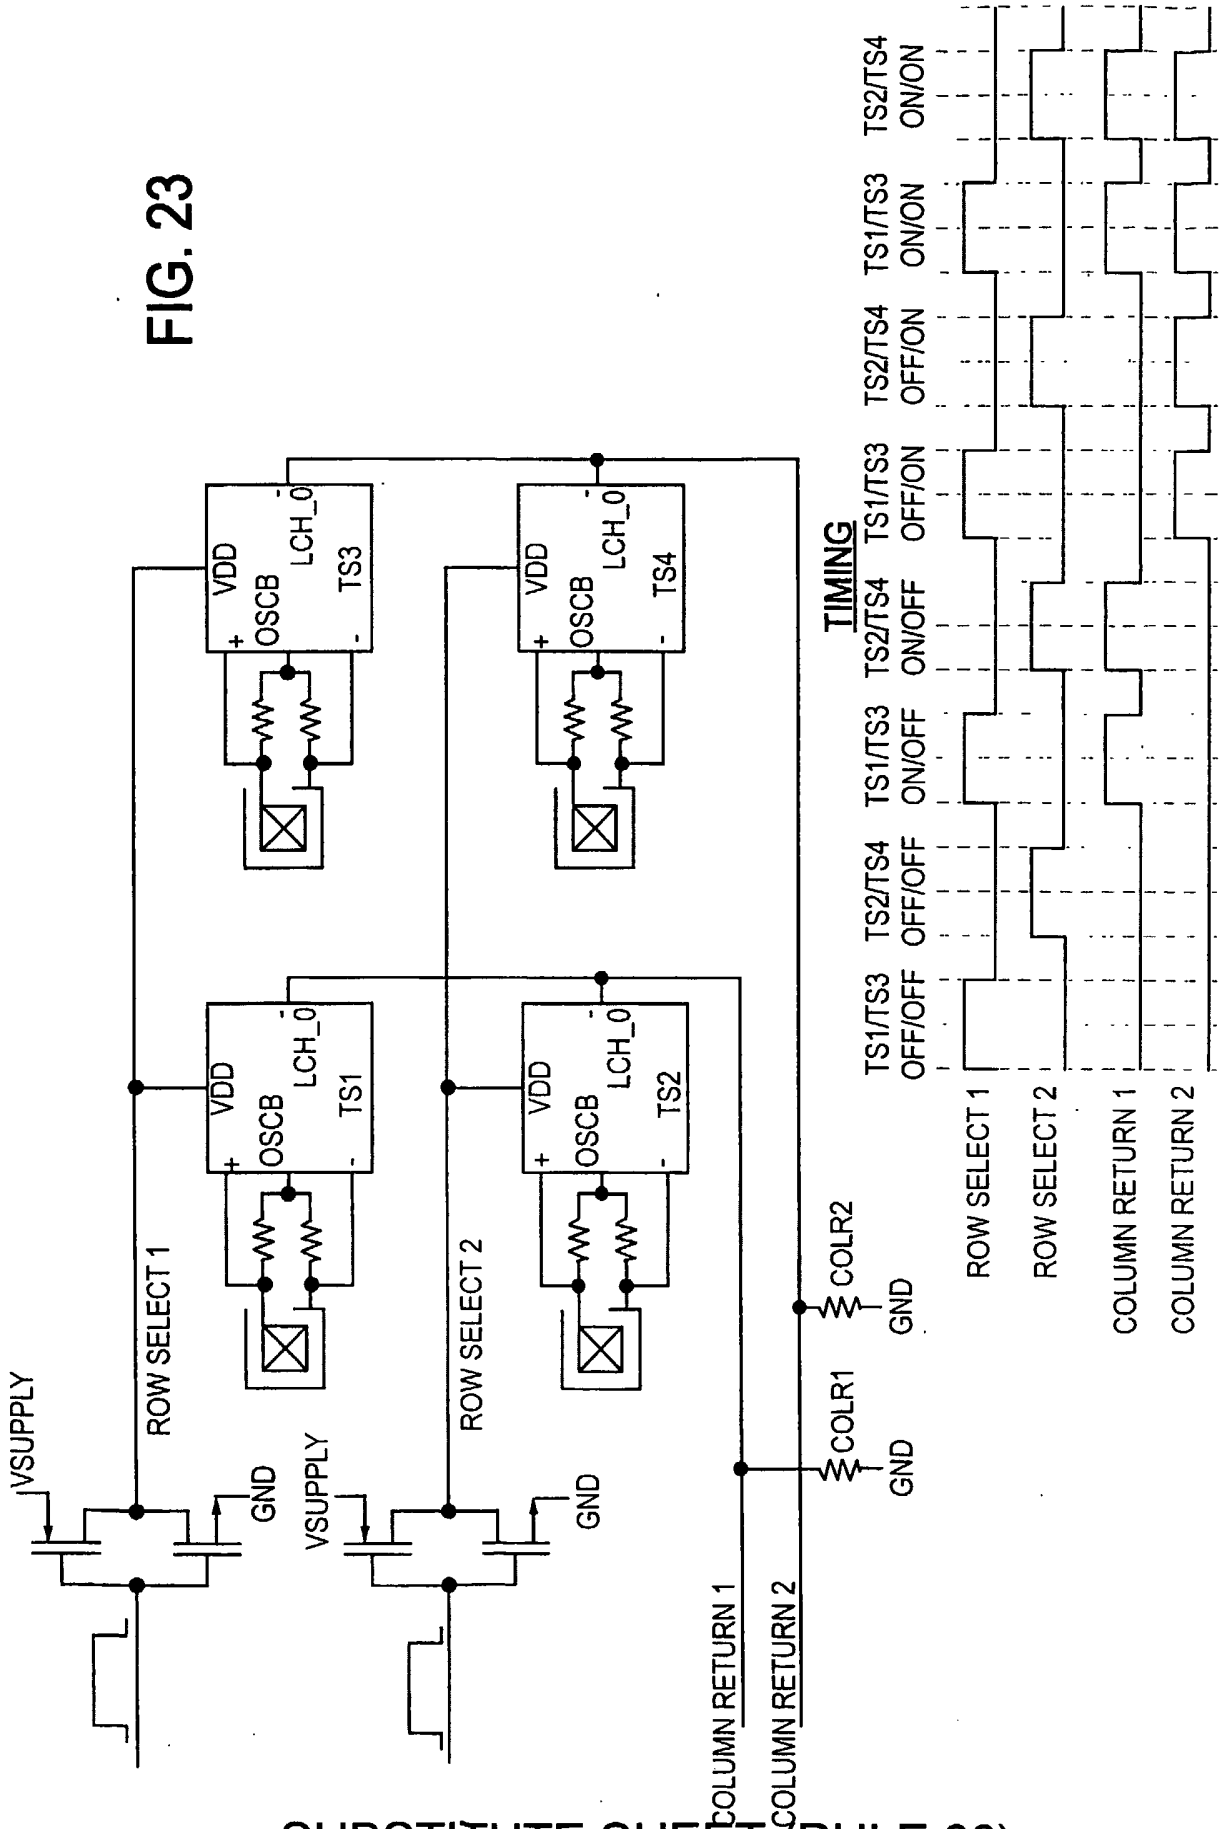 FIG. 23
VSUPPLY
ROW SELECT 1
GND
VDD
+
OSCB
-
LCH_0
-
TS1
VDD
+
OSCB
-
LCH_0
-
TS3
VSUPPLY
ROW SELECT 2
GND
VDD
+
OSCB
-
LCH_0
-
TS2
VDD
+
OSCB
-
LCH_0
-
TS4
COLUMN RETURN 1
COLUMN RETURN 2
COLR1
GND
COLR2
GND
TIMING
TS1/TS3 TS2/TS4 TS1/TS3 TS2/TS4 TS1/TS3 TS2/TS4 TS1/TS3 TS2/TS4
OFF/OFF OFF/OFF ON/OFF ON/OFF OFF/ON OFF/ON ON/ON ON/ON
ROW SELECT 1
ROW SELECT 2
COLUMN RETURN 1
COLUMN RETURN 2